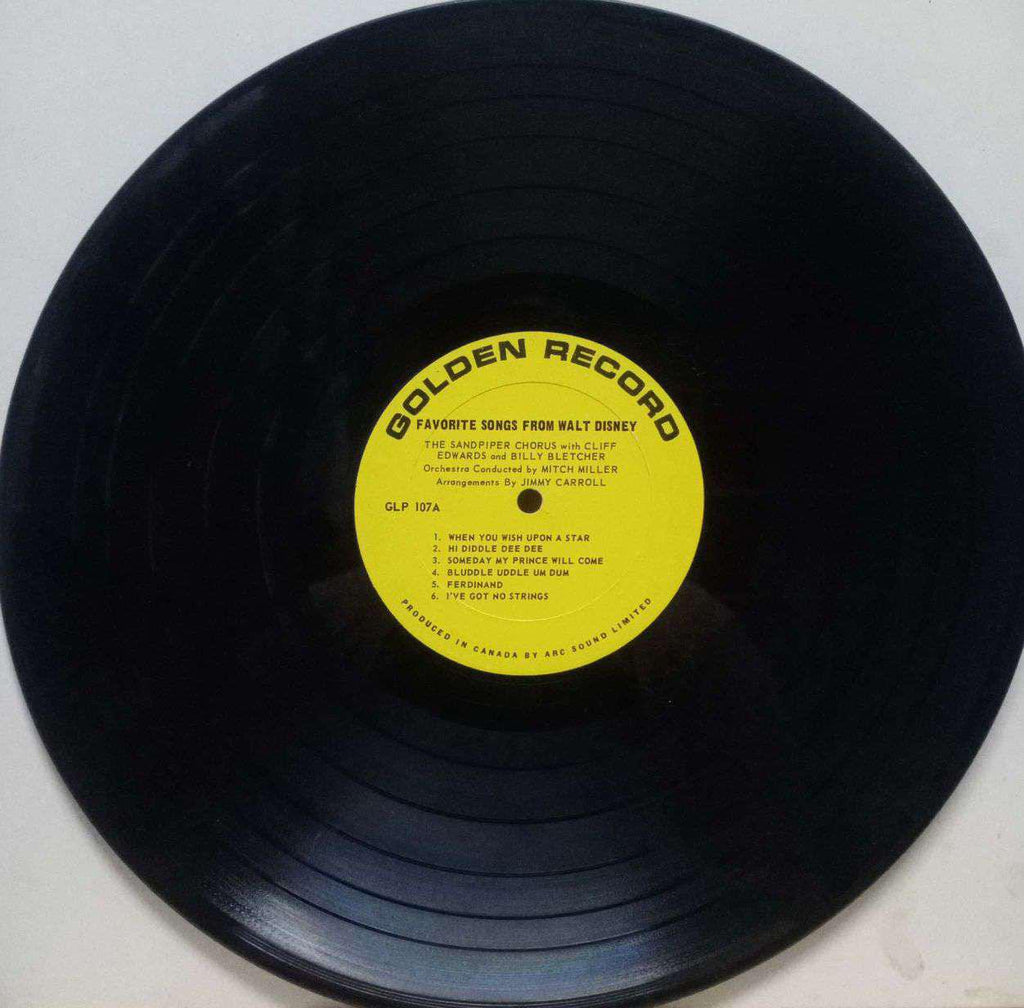 GOLDEN RECORD
FAVORITE SONGS FROM WALT DISNEY
THE SANDPIPER CHORUS with CLIFF
EDWARDS and BILLY BLETCHER
Orchestra Conducted by MITCH MILLER
Arrangements By JIMMY CARROLL
GLP 107A
1. WHEN YOU WISH UPON A STAR
2. HI DIDDLE DEE DEE
3. SOMEDAY MY PRINCE WILL COME
4. BLUDDLE UDDLE UM DUM
5. FERDINAND
6. I'VE GOT NO STRINGS
PRODUCED IN CANADA BY ARC SOUND LIMITED